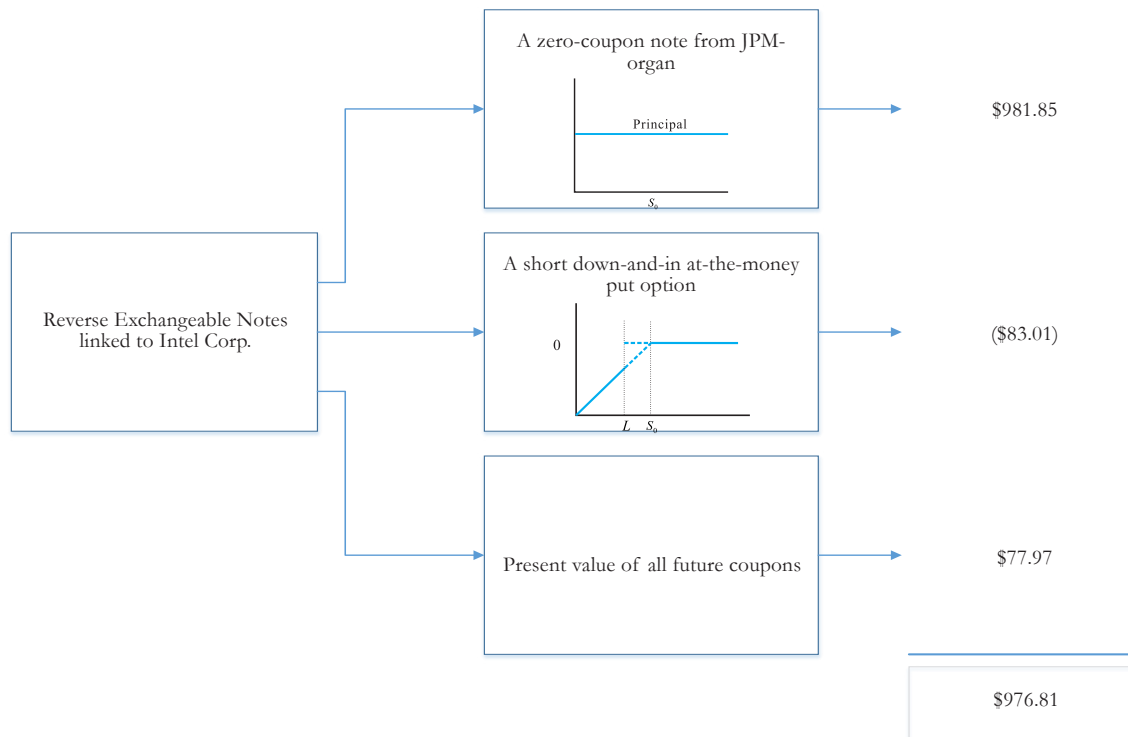 A zero-coupon note from JPM-
organ
Principal
S₀
$981.85
Reverse Exchangeable Notes
linked to Intel Corp.
A short down-and-in at-the-money
put option
0
L S₀
($83.01)
Present value of all future coupons
$77.97
$976.81